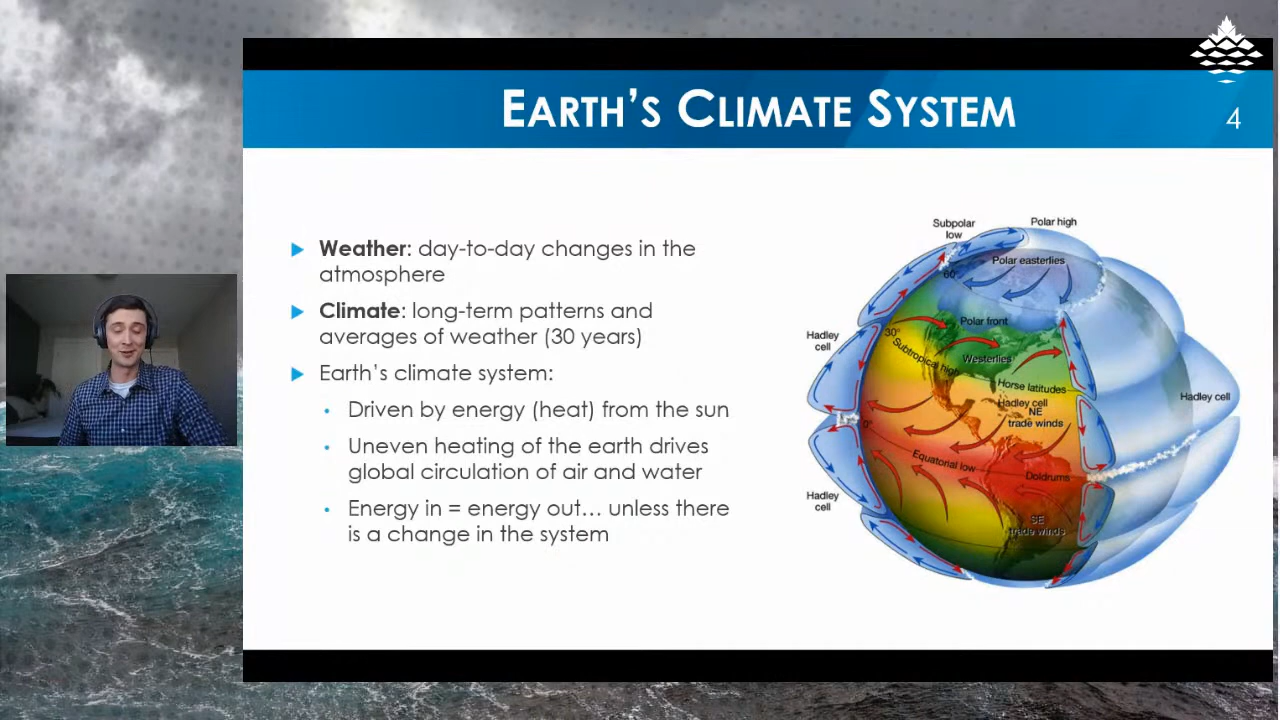 EARTH'S CLIMATE SYSTEM
4
Weather: day-to-day changes in the
atmosphere
Climate: long-term patterns and
averages of weather (30 years)
Earth's climate system:
Driven by energy (heat) from the sun
Uneven heating of the earth drives
global circulation of air and water
Energy in = energy out... unless there
is a change in the system
Subpolar
low
Polar high
Polar easterlies
60°
Polar front
30°
Hadley
cell
Subtropical high
Westerlies
Horse latitudes
Hadley cell
Hadley cell
NE
trade winds
0°
Equatorial low
Doldrums
Hadley
cell
SE
trade winds